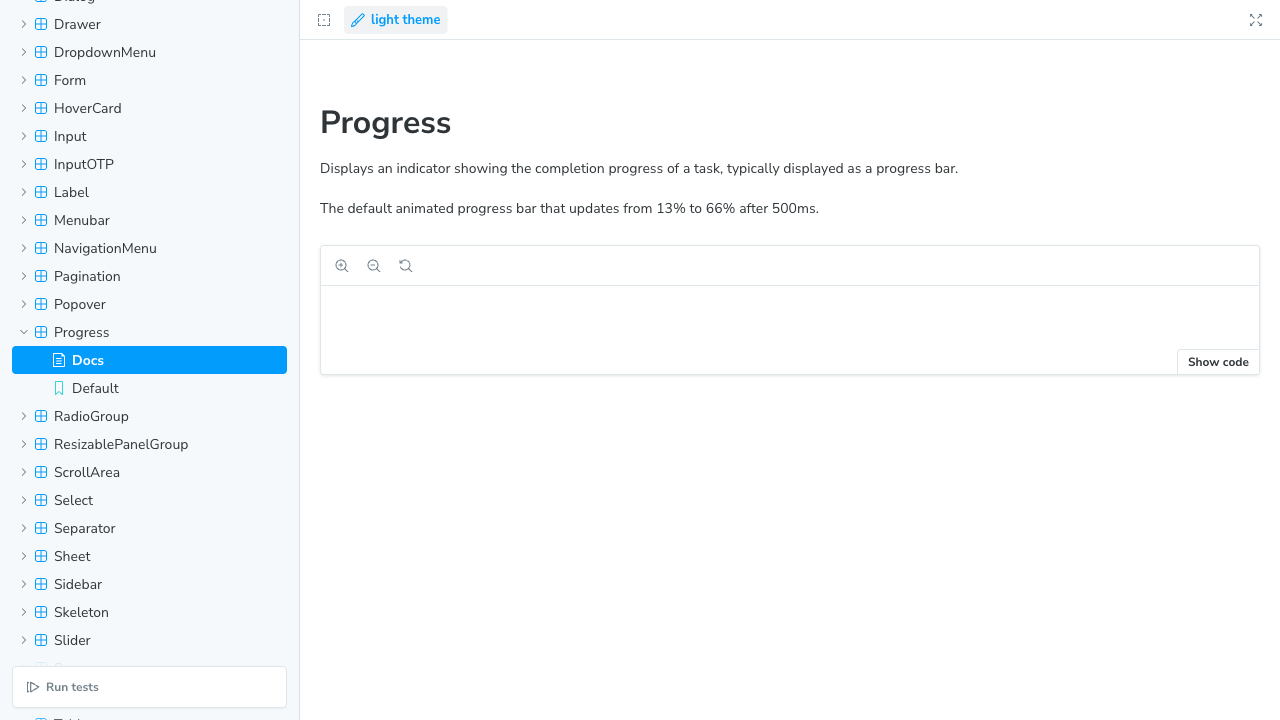 Drawer
DropdownMenu
Form
HoverCard
Input
InputOTP
Label
Menubar
NavigationMenu
Pagination
Popover
Progress
Docs
Default
RadioGroup
ResizablePanelGroup
ScrollArea
Select
Separator
Sheet
Sidebar
Skeleton
Slider
Run tests
light theme
Progress
Displays an indicator showing the completion progress of a task, typically displayed as a progress bar.
The default animated progress bar that updates from 13% to 66% after 500ms.
Show code